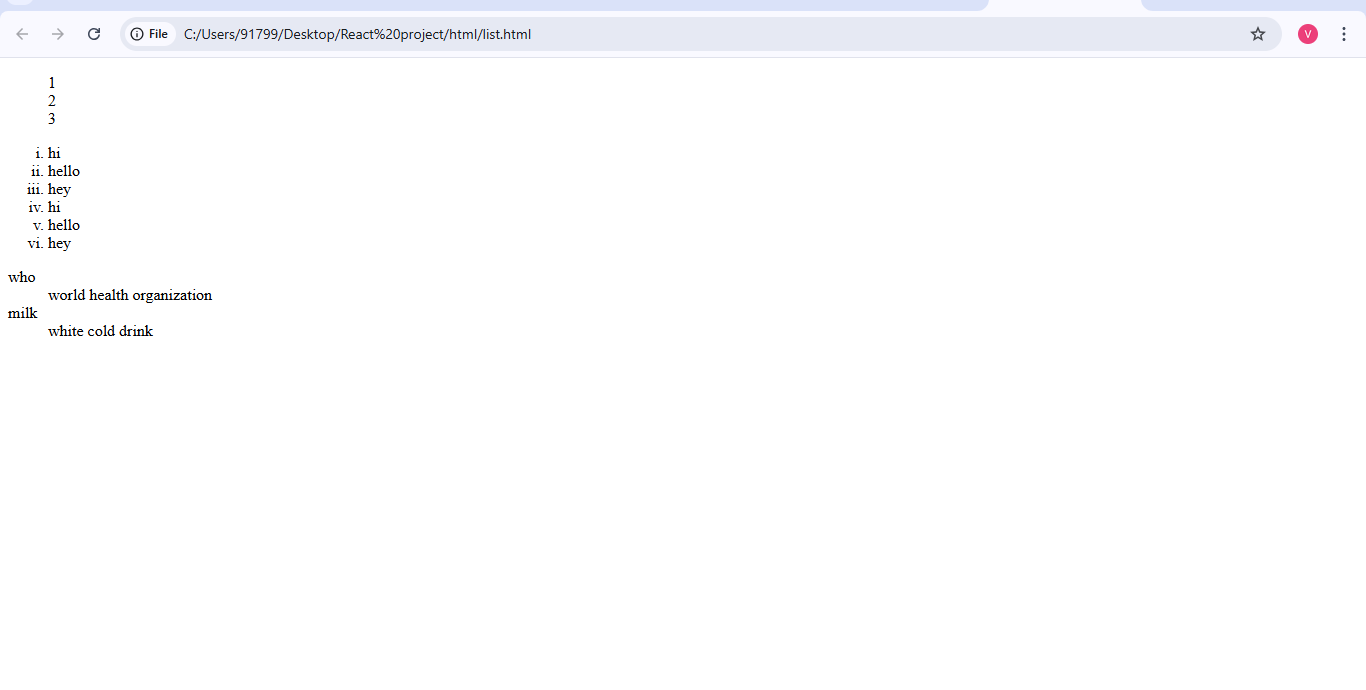 File C:/Users/91799/Desktop/React%20project/html/list.html
V
1
2
3
i. hi
ii. hello
iii. hey
iv. hi
v. hello
vi. hey
who
world health organization
milk
white cold drink